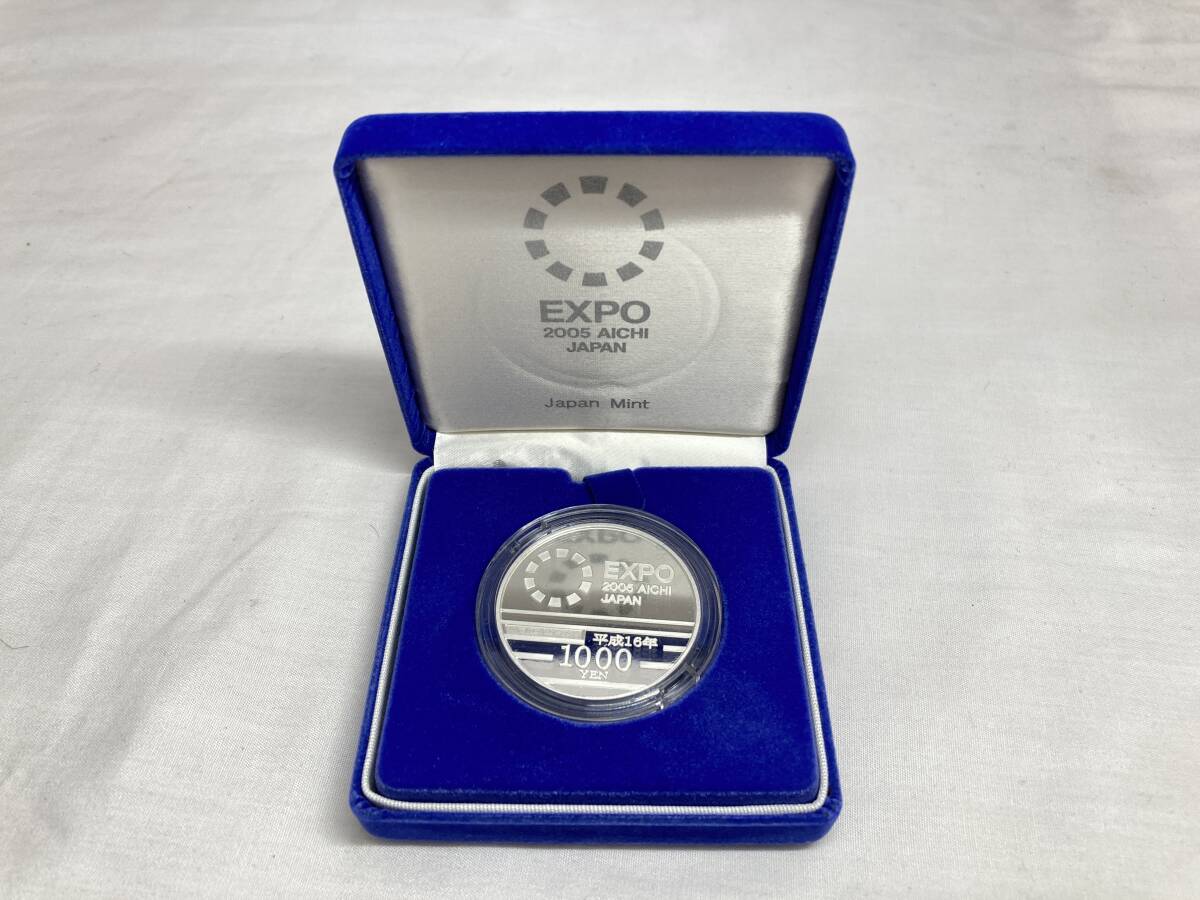 EXPO
2005 AICHI
JAPAN
Japan Mint
EXPO
2005 AICHI
JAPAN
平成16年
1000
YEN